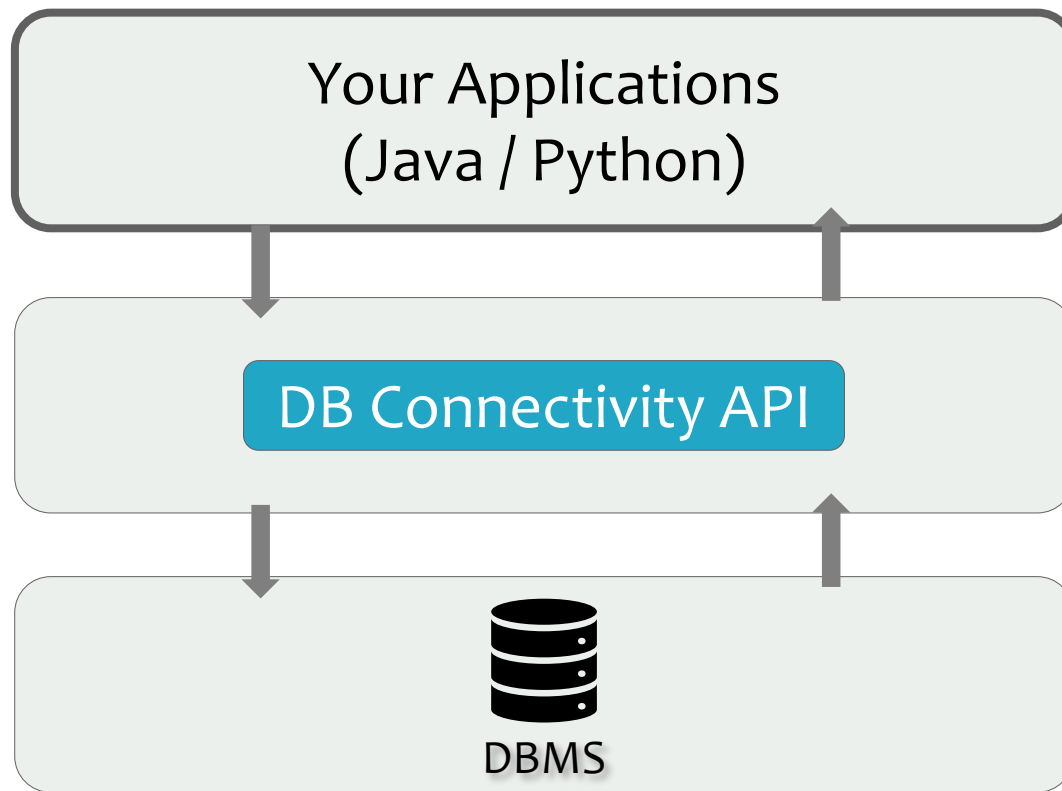 Your Applications
(Java / Python)
DB Connectivity API
DBMS